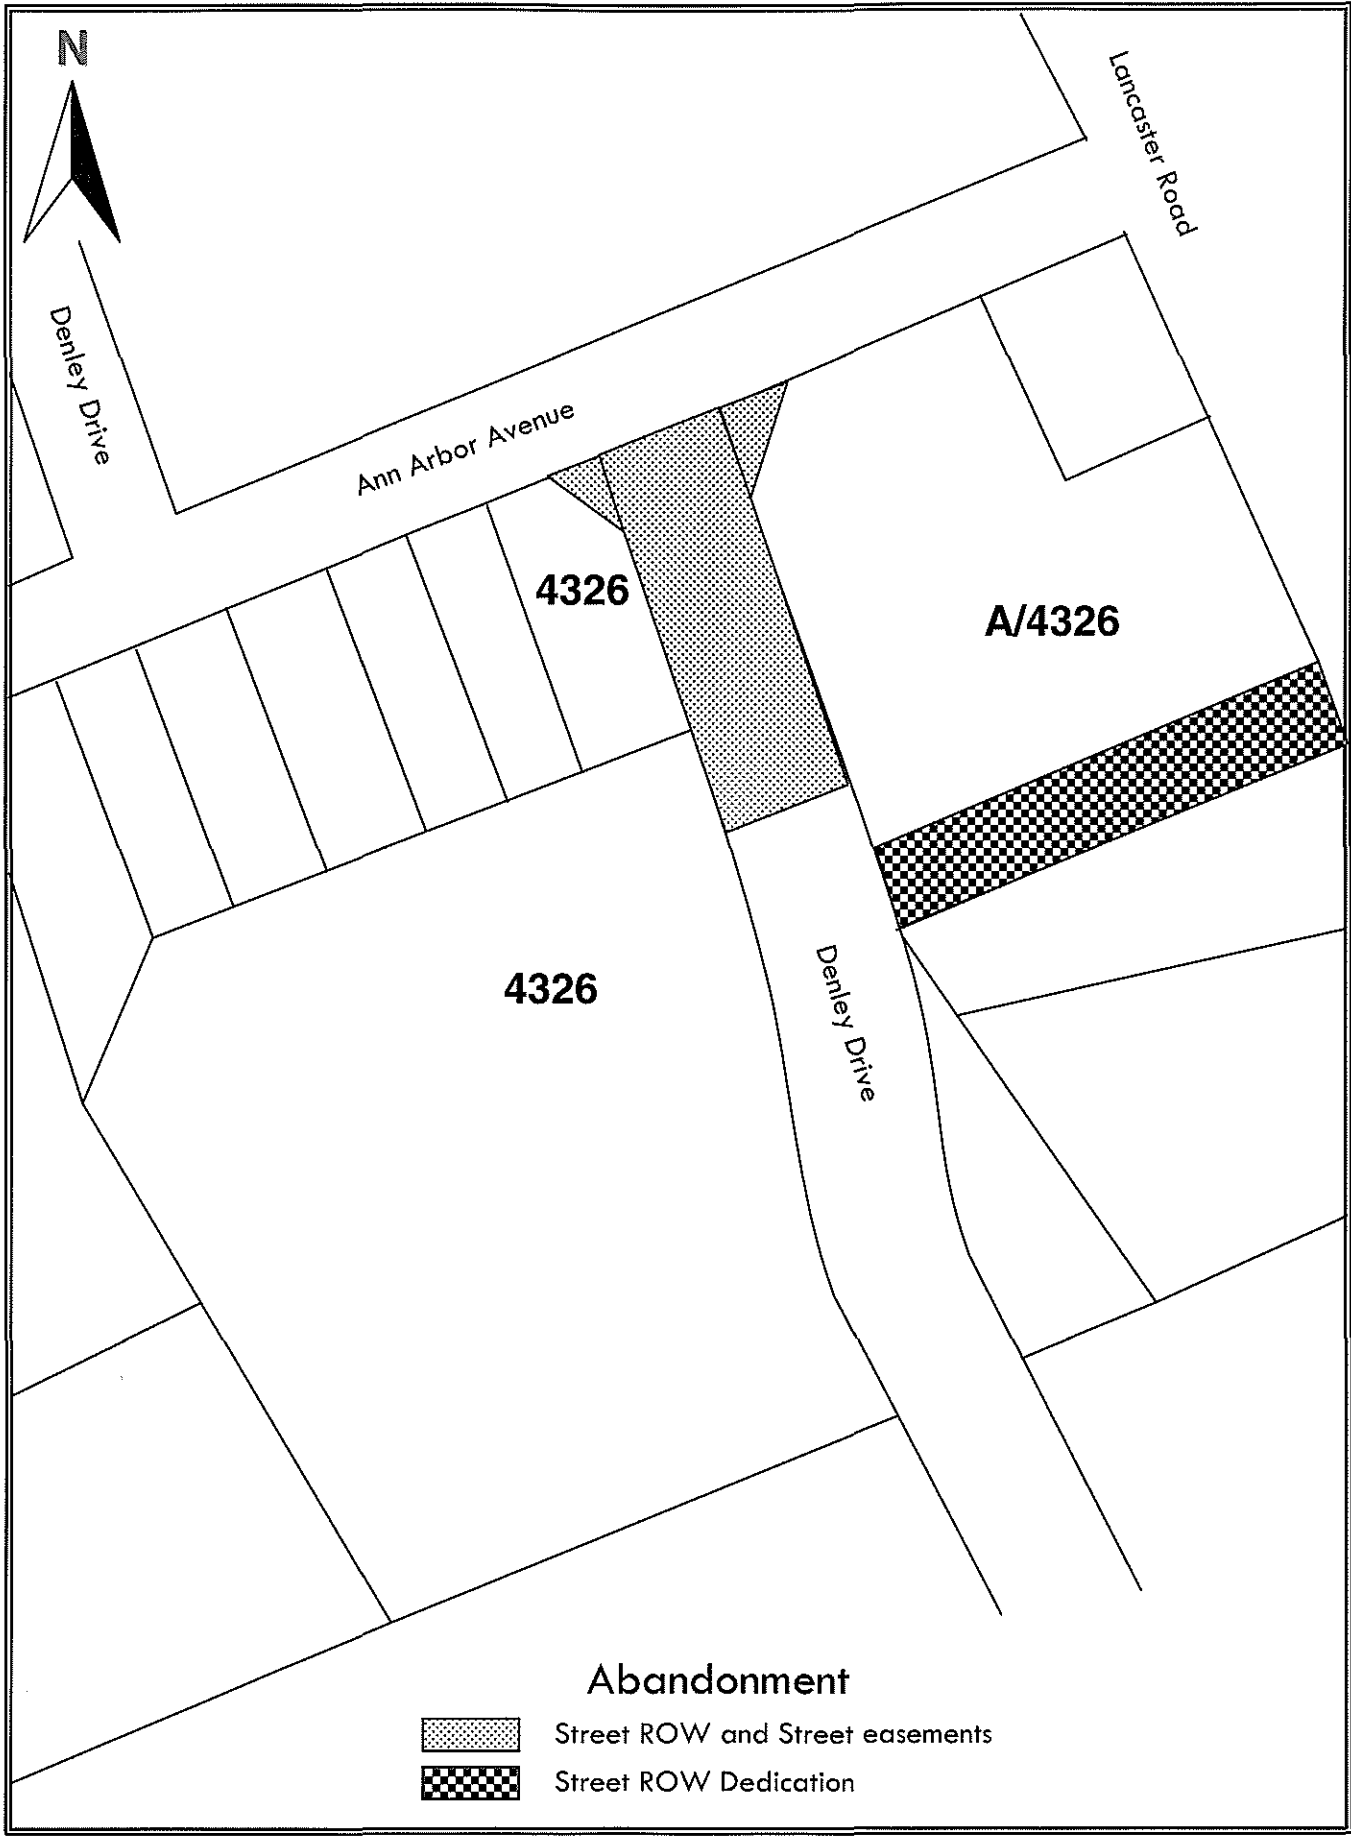 N
Lancaster Road
Denley Drive
Ann Arbor Avenue
4326
A/4326
4326
Denley Drive
Abandonment
Street ROW and Street easements
Street ROW Dedication